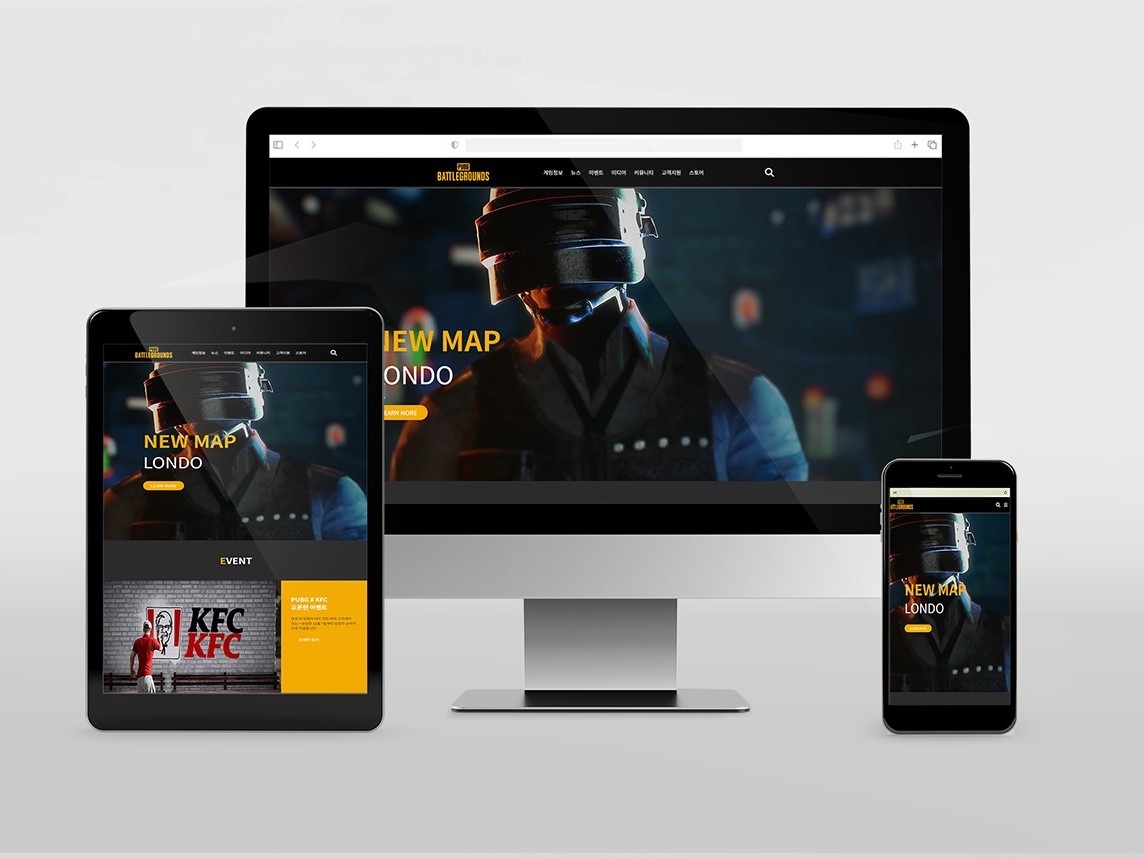 PUBG
BATTLEGROUNDS
게임정보 뉴스 이벤트 미디어 커뮤니티 고객지원 스토어
EW MAP
ONDO
EARN MORE
PUBG
BATTLEGROUNDS
게임정보 뉴스 이벤트 미디어 커뮤니티 고객지원 스토어
NEW MAP
LONDO
LEARN MORE
EVENT
KFC
KFC
PUBG X KFC
오픈런 이벤트
자세히 보기
PUBG
BATTLEGROUNDS
NEW MAP
LONDO
LEARN MORE